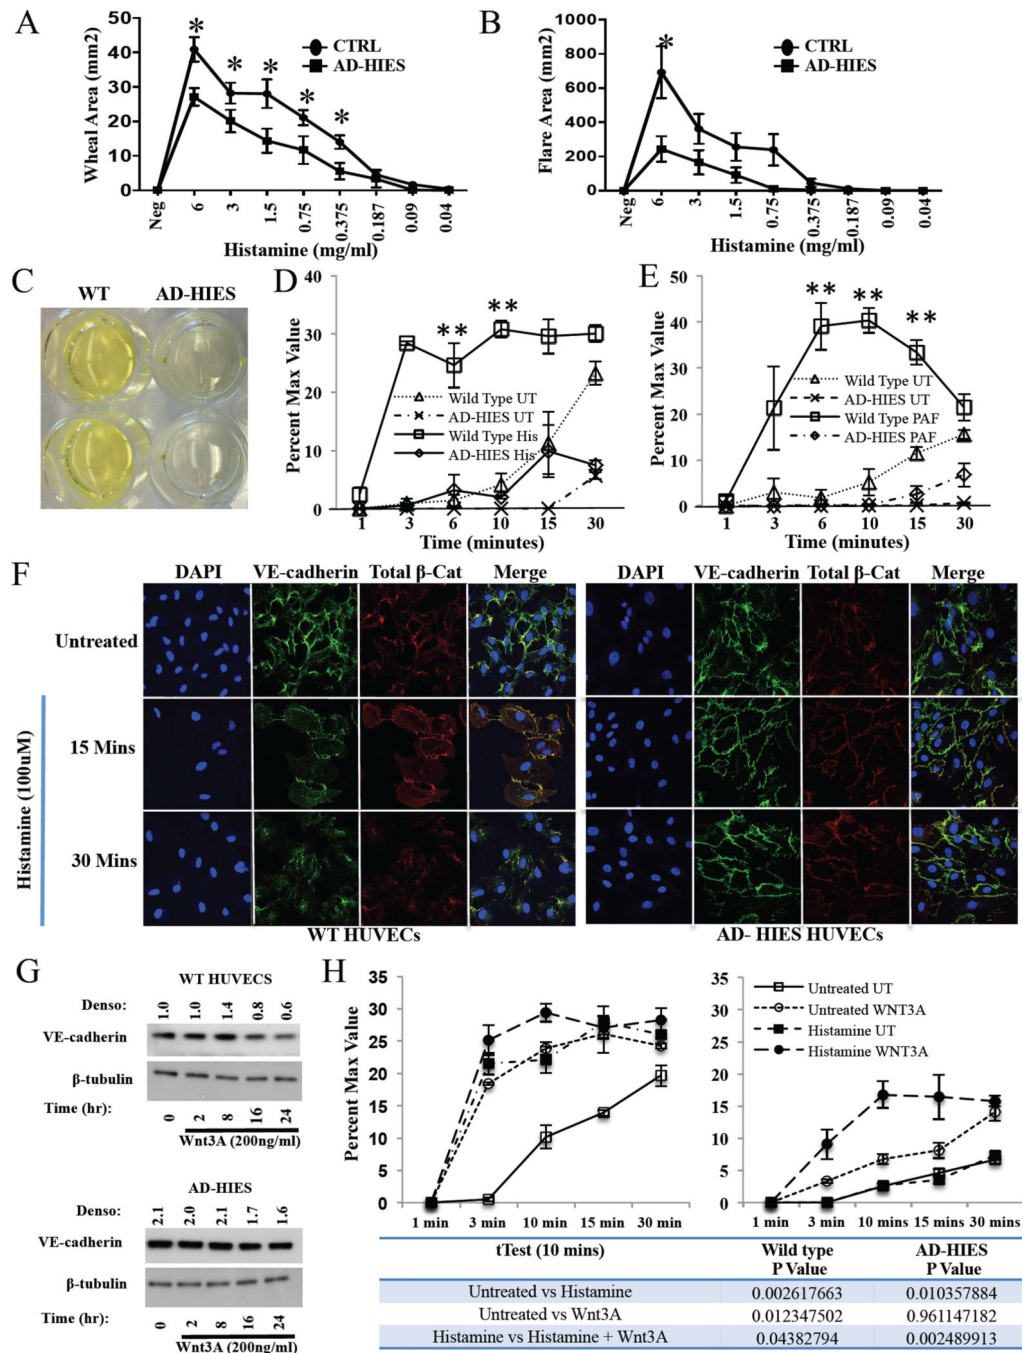 A
Wheal Area (mm2)
50
40
30
20
10
0
* * * * *
CTRL
AD-HIES
Neg 6 3 1.5 0.75 0.375 0.187 0.09 0.04
Histamine (mg/ml)
B
Flare Area (mm2)
1000
800
600
400
200
0
*
CTRL
AD-HIES
Neg 6 3 1.5 0.75 0.375 0.187 0.09 0.04
Histamine (mg/ml)
C
WT AD-HIES
D
Percent Max Value
40
30
20
10
0
** **
Wild Type UT
AD-HIES UT
Wild Type His
AD-HIES His
1 3 6 10 15 30
Time (minutes)
E
Percent Max Value
50
40
30
20
10
0
** ** **
Wild Type UT
AD-HIES UT
Wild Type PAF
AD-HIES PAF
1 3 6 10 15 30
Time (minutes)
F
DAPI VE-cadherin Total β-Cat Merge DAPI VE-cadherin Total β-Cat Merge
Untreated
Histamine (100uM)
15 Mins
30 Mins
WT HUVECs AD- HIES HUVECs
G
WT HUVECS
Denso: 1.0 1.0 1.4 0.8 0.6
VE-cadherin
β-tubulin
Time (hr): 0 2 8 16 24
Wnt3A (200ng/ml)
AD-HIES
Denso: 2.1 2.0 2.1 1.7 1.6
VE-cadherin
β-tubulin
Time (hr): 0 2 8 16 24
Wnt3A (200ng/ml)
H
Percent Max Value
35
30
25
20
15
10
5
0
1 min 3 min 10 min 15 min 30 min
35
30
25
20
15
10
5
0
Untreated UT
Untreated WNT3A
Histamine UT
Histamine WNT3A
1 min 3 min 10 mins 15 mins 30 mins
tTest (10 mins) Wild type P Value AD-HIES P Value
Untreated vs Histamine 0.002617663 0.010357884
Untreated vs Wnt3A 0.012347502 0.961147182
Histamine vs Histamine + Wnt3A 0.04382794 0.002489913